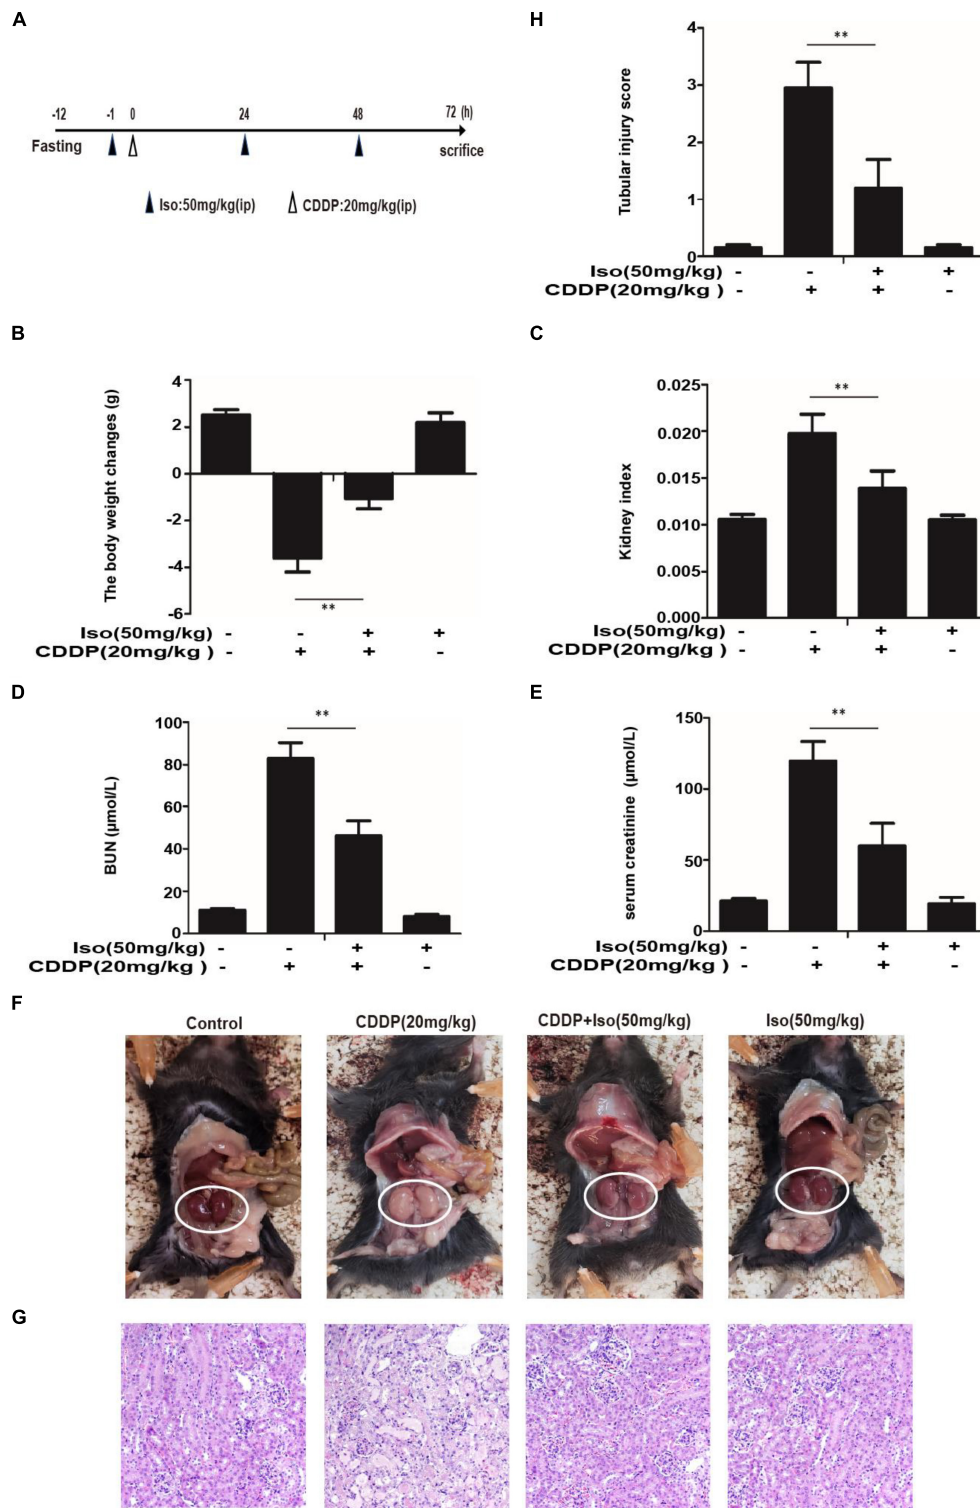 A
-12 -1 0 24 48 72 (h)
Fasting scrifice
Iso:50mg/kg(ip) CDDP:20mg/kg(ip)
H
Tubular injury score
4
3
2
1
0
**
Iso(50mg/kg) - - + +
CDDP(20mg/kg ) - + + -
B
The body weight changes (g)
4
2
0
-2
-4
-6
**
Iso(50mg/kg) - - + +
CDDP(20mg/kg ) - + + -
C
Kidney index
0.025
0.020
0.015
0.010
0.005
0.000
**
Iso(50mg/kg) - - + +
CDDP(20mg/kg ) - + + -
D
BUN (μmol/L)
100
80
60
40
20
0
**
Iso(50mg/kg) - - + +
CDDP(20mg/kg ) - + + -
E
serum creatinine (μmol/L)
150
100
50
0
**
Iso(50mg/kg) - - + +
CDDP(20mg/kg ) - + + -
F
Control CDDP(20mg/kg) CDDP+Iso(50mg/kg) Iso(50mg/kg)
G